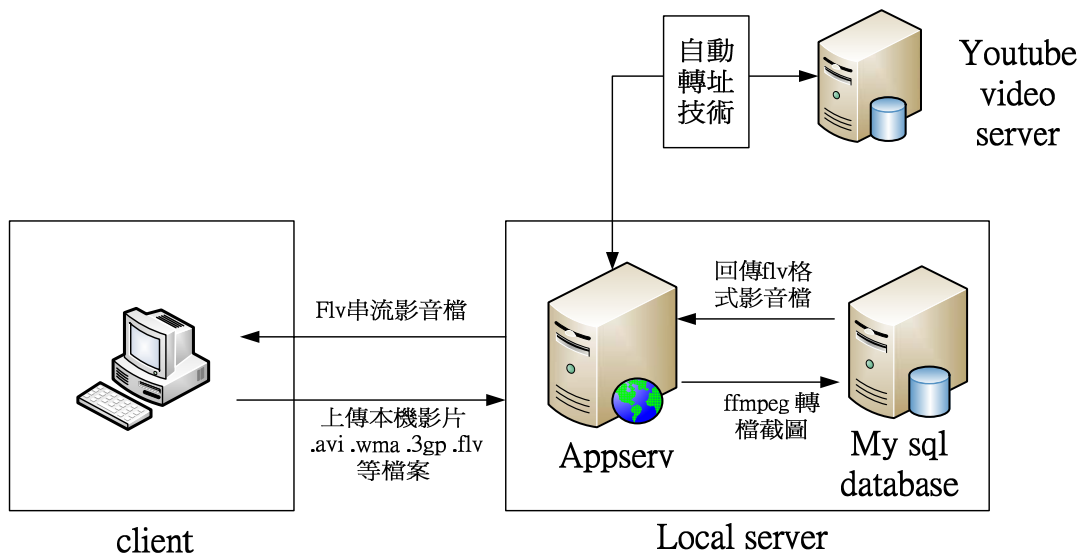 自動
轉址
技術
Youtube
video
server
Flv串流影音檔
上傳本機影片
.avi .wma .3gp .flv
等檔案
回傳flv格
式影音檔
ffmpeg 轉
檔截圖
Appserv
My sql
database
client
Local server